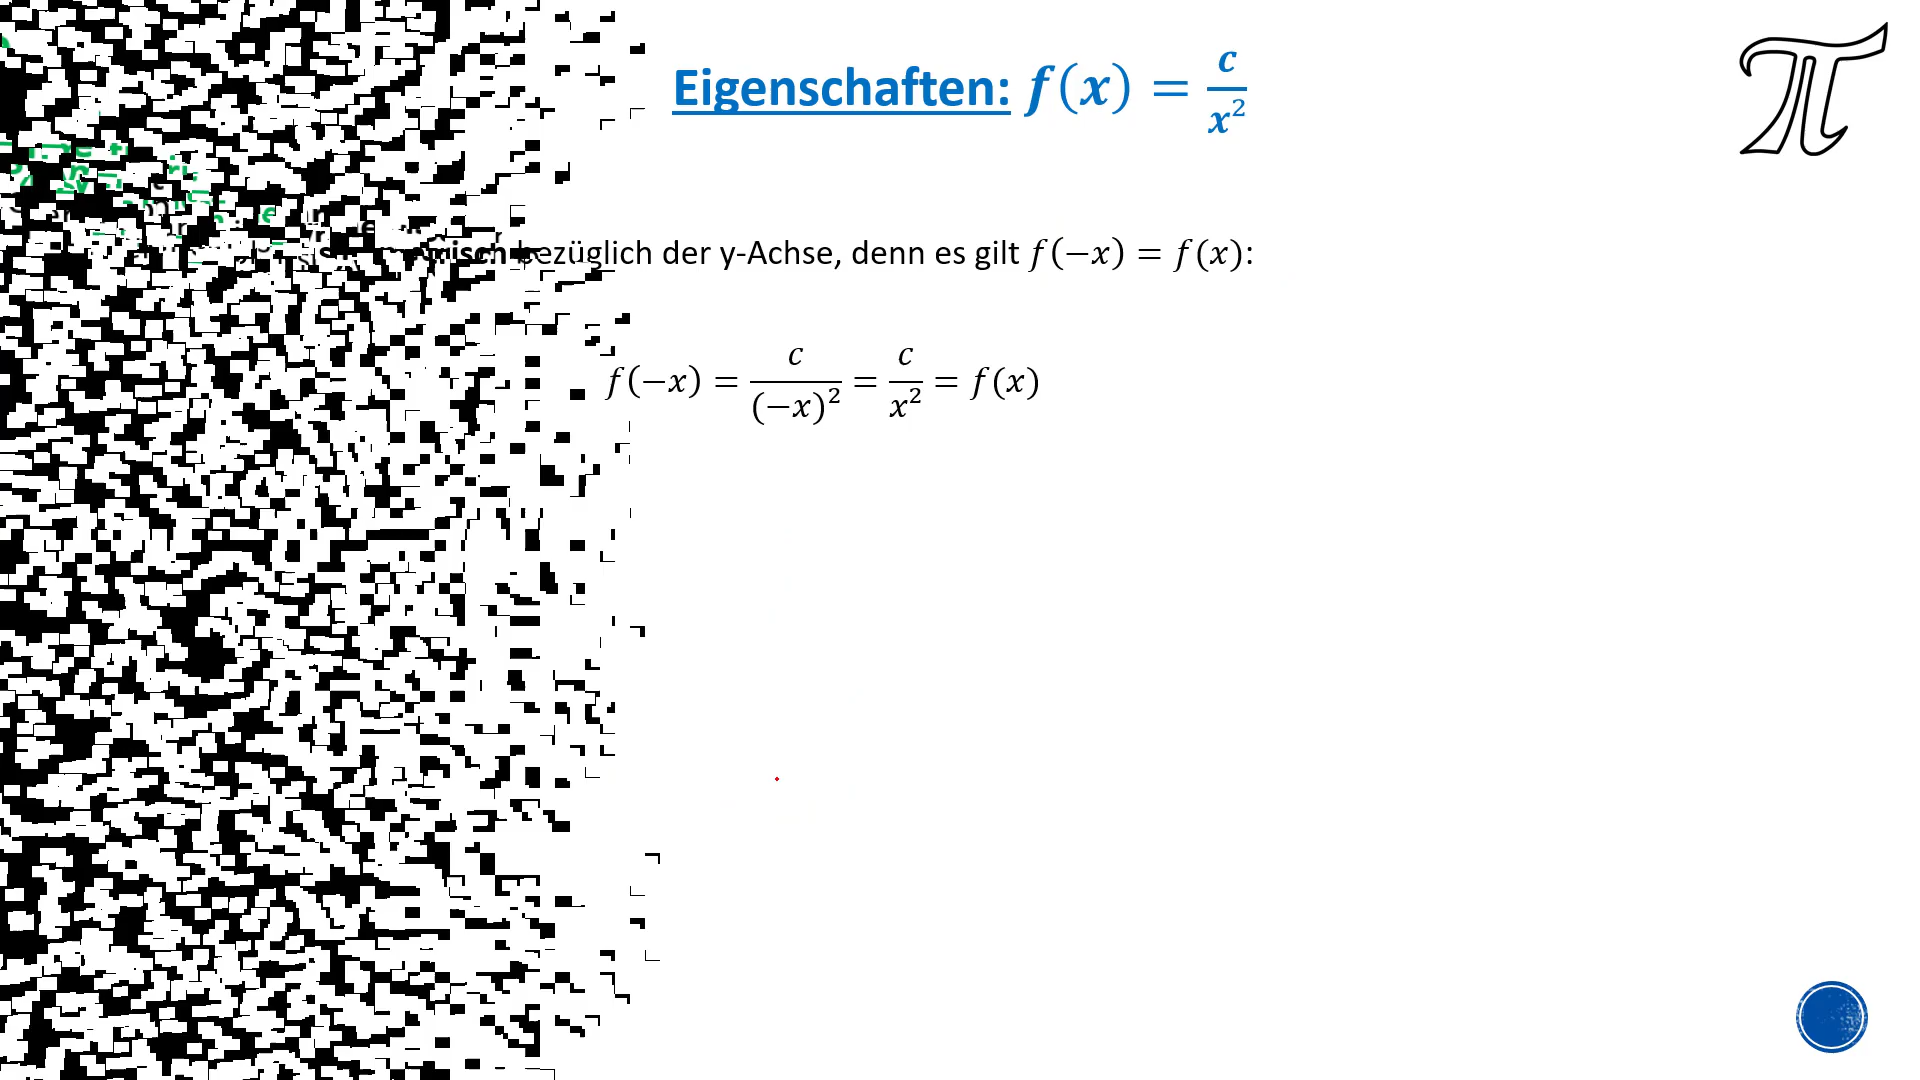 Eigenschaften: f(x) = c/x²
bezüglich der y-Achse, denn es gilt f(−x) = f(x):
f(−x) = c/(−x)² = c/x² = f(x)